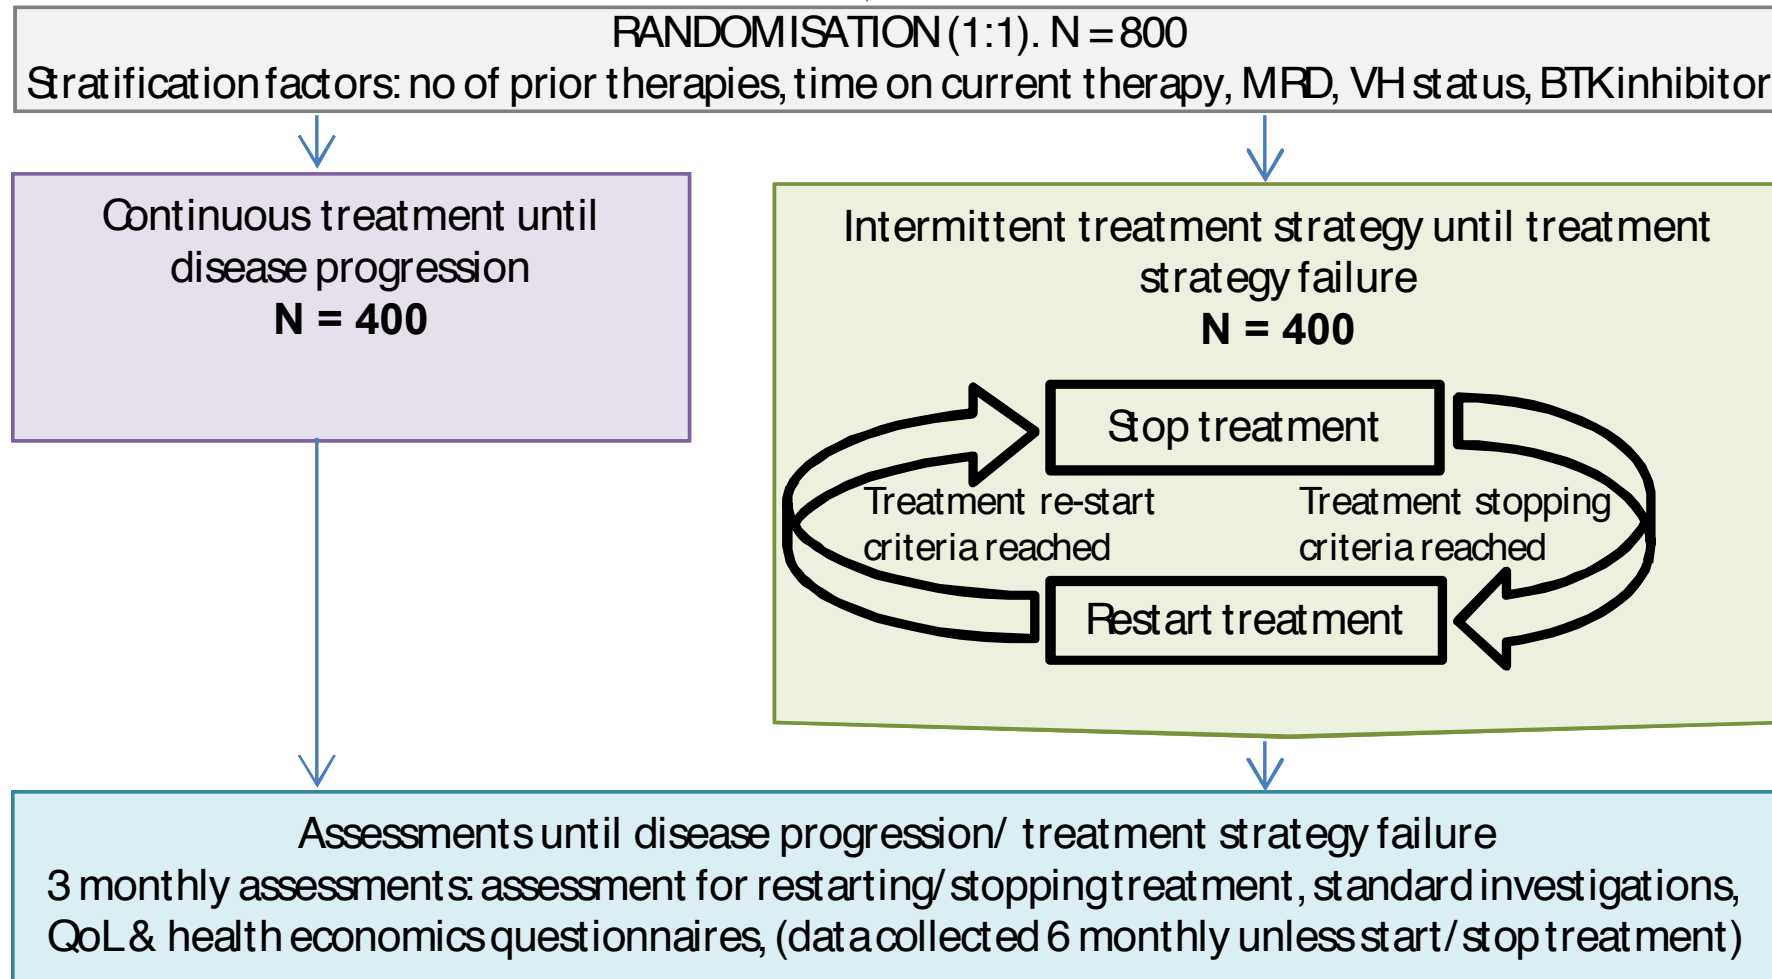 RANDOMISATION (1:1). N = 800
Stratification factors: no of prior therapies, time on current therapy, MRD, VH status, BTK inhibitor
Continuous treatment until
disease progression
N = 400
Intermittent treatment strategy until treatment
strategy failure
N = 400
Stop treatment
Treatment re-start
criteria reached
Treatment stopping
criteria reached
Restart treatment
Assessments until disease progression/ treatment strategy failure
3 monthly assessments: assessment for restarting/stopping treatment, standard investigations,
QoL & health economics questionnaires, (data collected 6 monthly unless start/stop treatment)